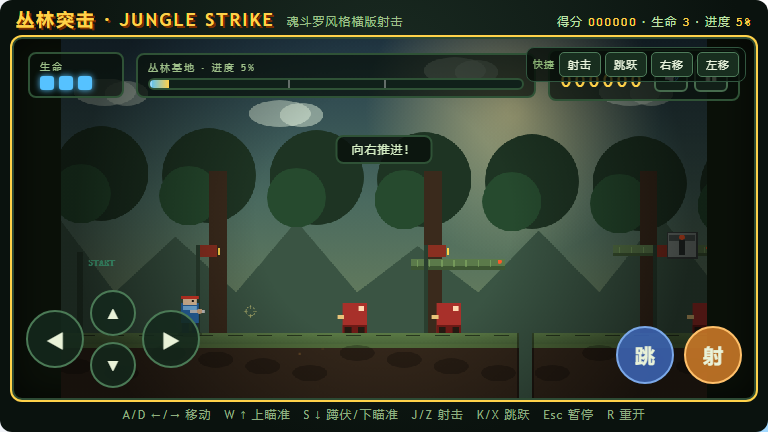 丛林突击 · JUNGLE STRIKE 魂斗罗风格横版射击
得分 000000 · 生命 3 · 进度 5%
生命
丛林基地 · 进度 5%
快捷 射击 跳跃 右移 左移
000000
向右推进！
START
跳 射
A/D ←/→ 移动 W ↑ 上瞄准 S ↓ 蹲伏/下瞄准 J/Z 射击 K/X 跳跃 Esc 暂停 R 重开